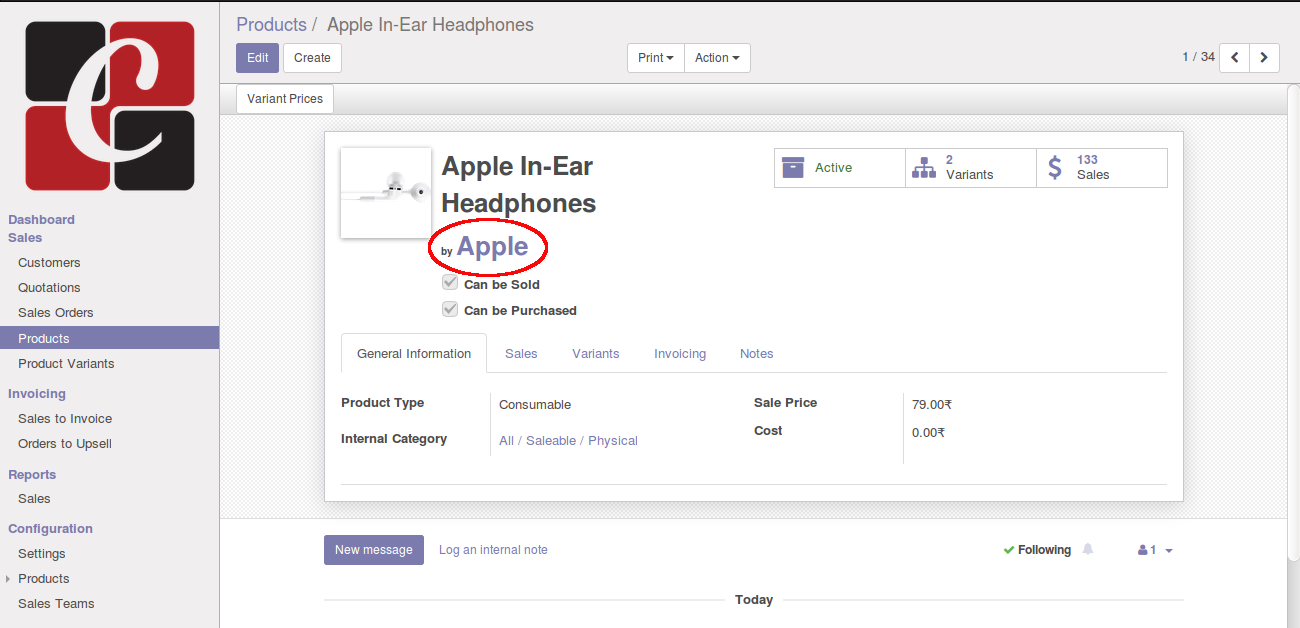 Products / Apple In-Ear Headphones
Edit Create Print Action 1 / 34
Variant Prices
Dashboard
Sales
Customers
Quotations
Sales Orders
Products
Product Variants
Invoicing
Sales to Invoice
Orders to Upsell
Reports
Sales
Configuration
Settings
Products
Sales Teams
Apple In-Ear
Headphones
by Apple
Can be Sold
Can be Purchased
Active
2
Variants
133
Sales
General Information Sales Variants Invoicing Notes
Product Type Consumable
Internal Category All / Saleable / Physical
Sale Price 79.00₹
Cost 0.00₹
New message Log an internal note Following 1
Today